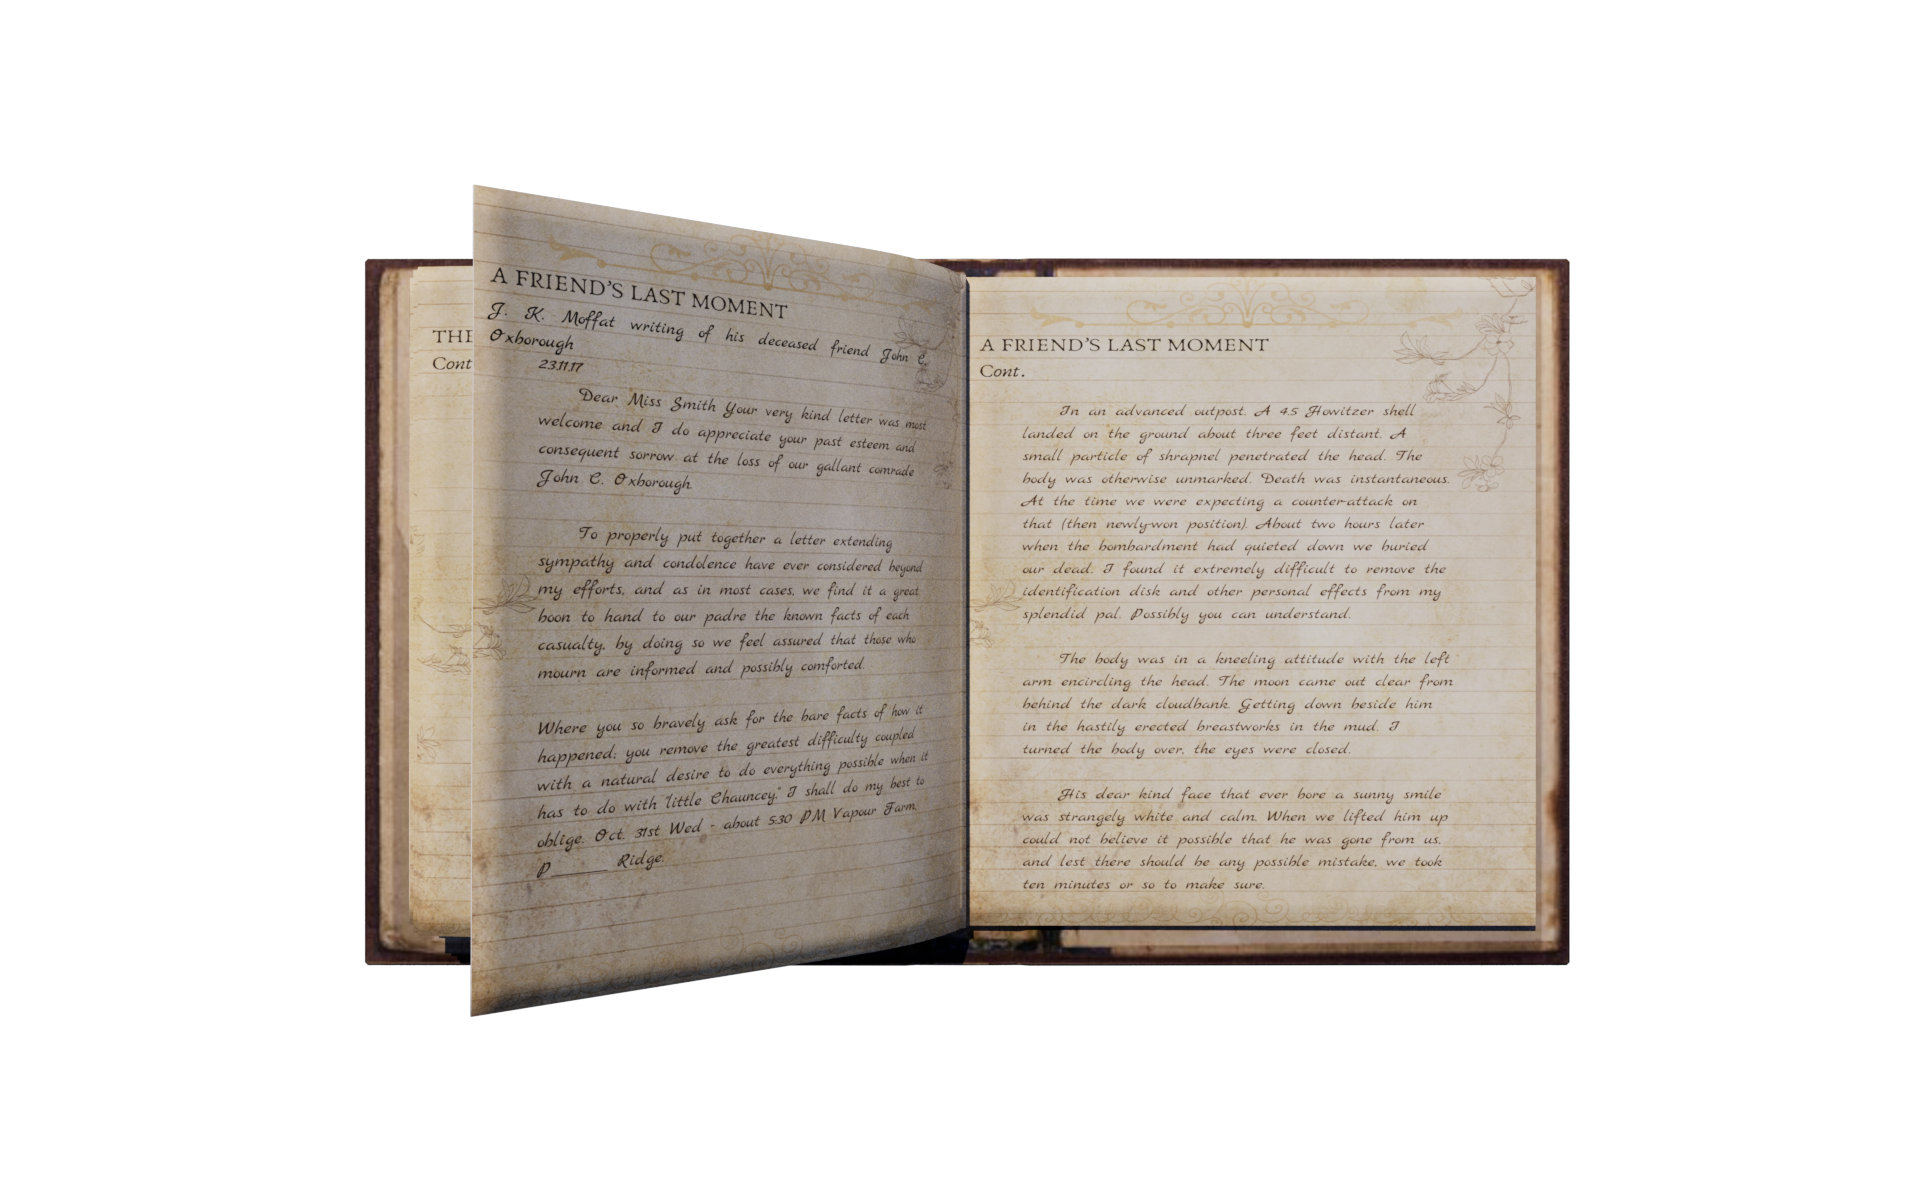 THE
Cont
A FRIEND'S LAST MOMENT
J. K. Moffat writing of his deceased friend John C.
Oxborough
23.11.17
Dear Miss Smith Your very kind letter was most
welcome and I do appreciate your past esteem and
consequent sorrow at the loss of our gallant comrade
John C. Oxborough.
To properly put together a letter extending
sympathy and condolence have ever considered beyond
my efforts, and as in most cases, we find it a great
boon to hand to our padre the known facts of each
casualty, by doing so we feel assured that those who
mourn are informed and possibly comforted.
Where you so bravely ask for the bare facts of how it
happened; you remove the greatest difficulty coupled
with a natural desire to do everything possible when it
has to do with "little Chauncey." I shall do my best to
oblige. Oct. 31st Wed - about 5:30 PM Vapour Farm,
P______ Ridge.
A FRIEND'S LAST MOMENT
Cont.
In an advanced outpost. A 4.5 Howitzer shell
landed on the ground about three feet distant. A
small particle of shrapnel penetrated the head. The
body was otherwise unmarked. Death was instantaneous.
At the time we were expecting a counter-attack on
that (then newly-won position). About two hours later
when the bombardment had quieted down we buried
our dead. I found it extremely difficult to remove the
identification disk and other personal effects from my
splendid pal. Possibly you can understand.
The body was in a kneeling attitude with the left
arm encircling the head. The moon came out clear from
behind the dark cloudbank. Getting down beside him
in the hastily erected breastworks in the mud. I
turned the body over, the eyes were closed.
His dear kind face that ever bore a sunny smile
was strangely white and calm. When we lifted him up
could not believe it possible that he was gone from us,
and lest there should be any possible mistake, we took
ten minutes or so to make sure.